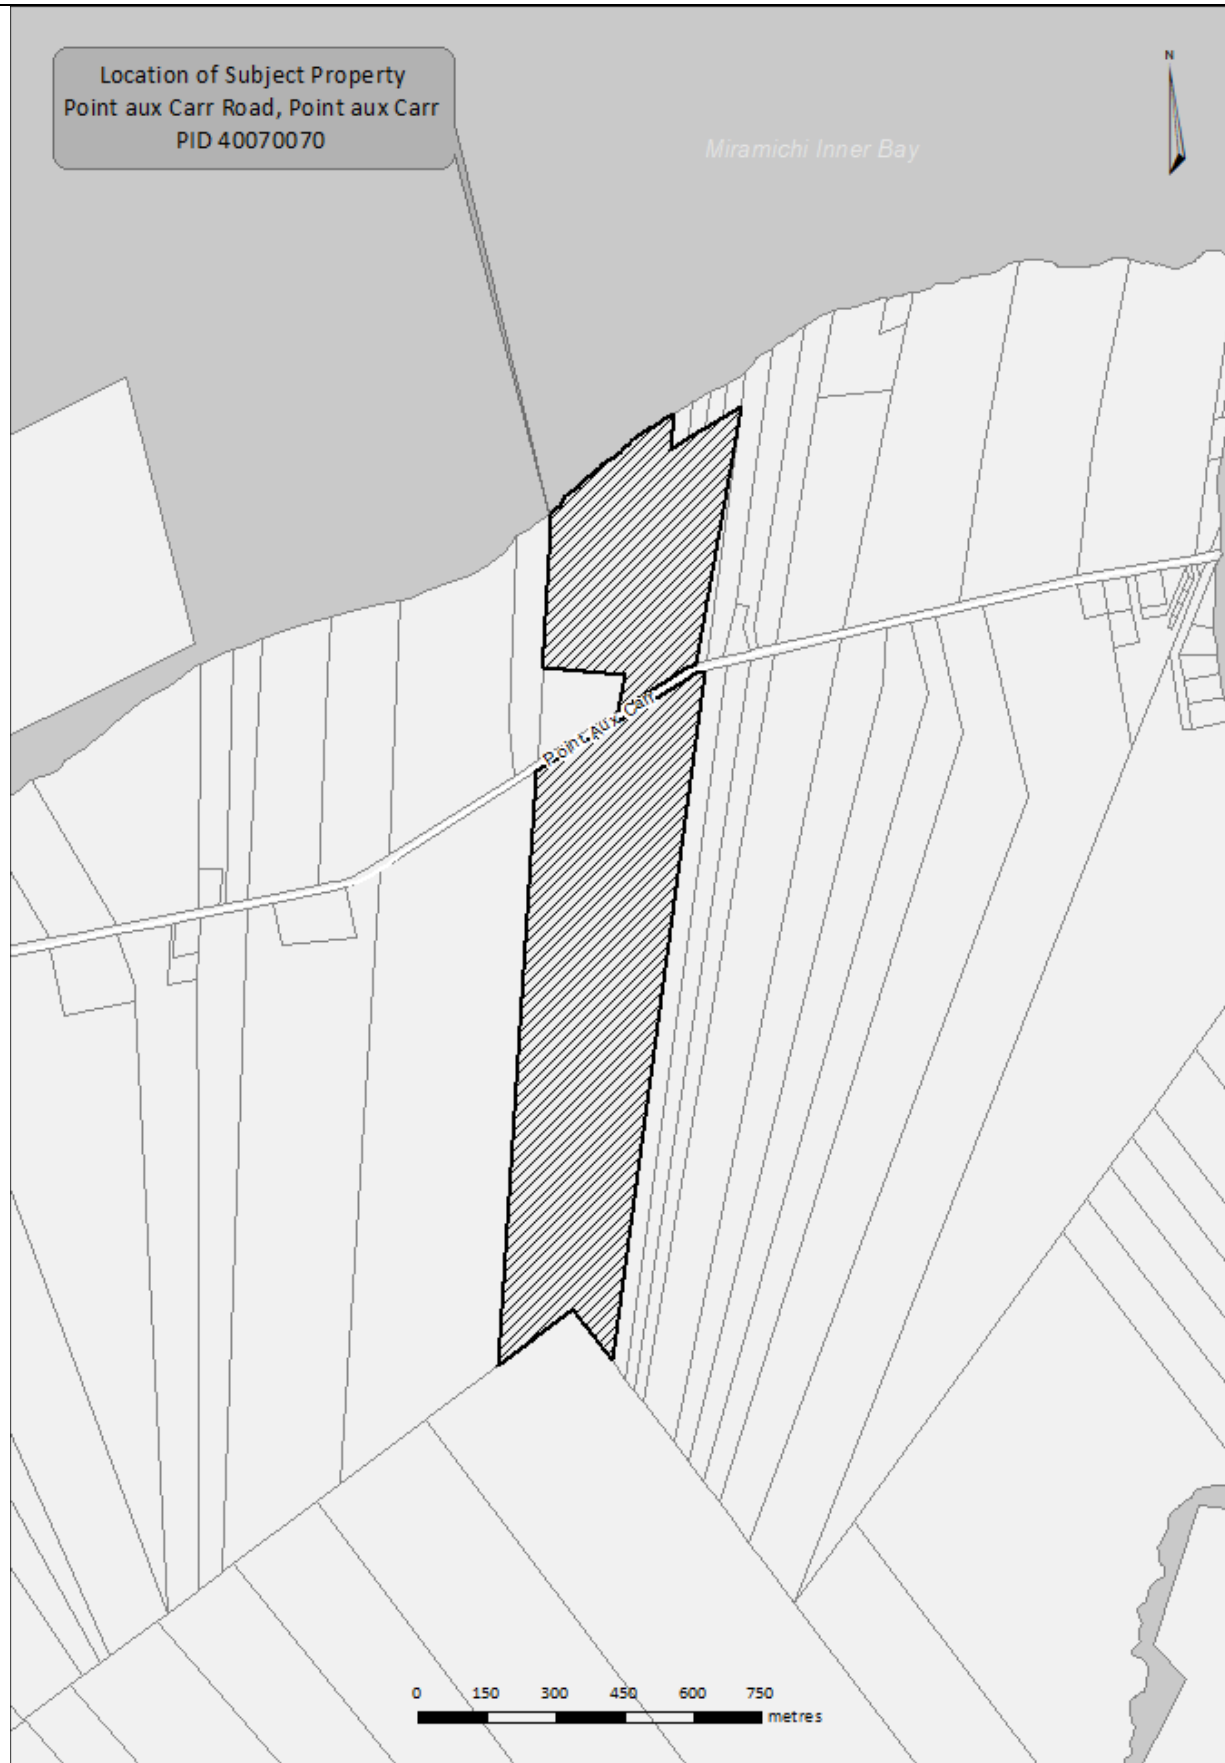 Location of Subject Property
Point aux Carr Road, Point aux Carr
PID 40070070
N
Miramichi Inner Bay
Point Aux Carr
0 150 300 450 600 750
metres